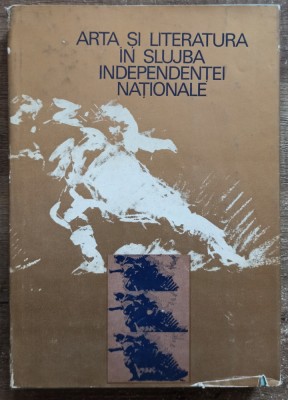 ARTA ȘI LITERATURA
ÎN SLUJBA
INDEPENDENȚEI
NAȚIONALE